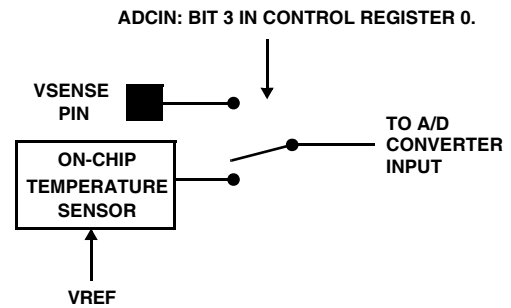 ADCIN: BIT 3 IN CONTROL REGISTER 0.
VSENSE
PIN
TO A/D
CONVERTER
INPUT
ON-CHIP
TEMPERATURE
SENSOR
VREF